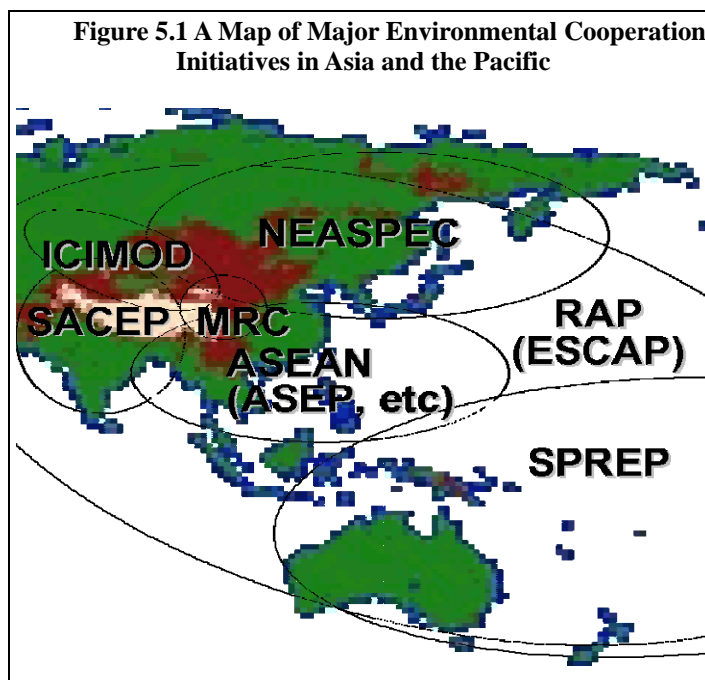 Figure 5.1 A Map of Major Environmental Cooperation
Initiatives in Asia and the Pacific
NEASPEC
ICIMOD
SACEP
MRC
RAP
(ESCAP)
ASEAN
(ASEP, etc)
SPREP